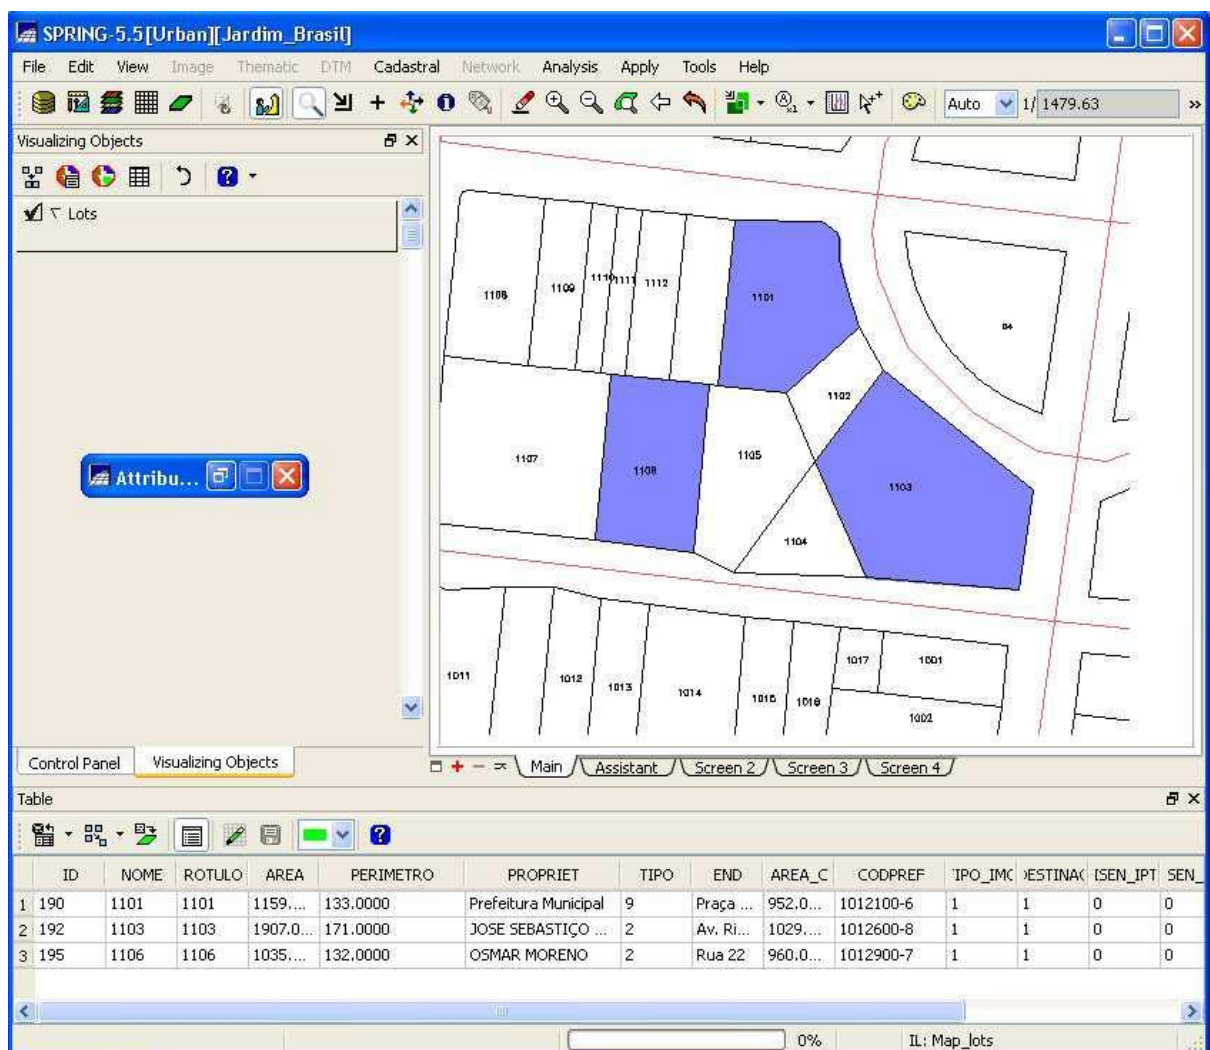 SPRING-5.5[Urban][Jardim_Brasil]
File Edit View Image Thematic DTM Cadastral Network Analysis Apply Tools Help
Auto 1/ 1479.63 »
Visualizing Objects
Lots
Attribu...
1108 1109 1110 1111 1112 1101
04
1102
1107 1108 1105 1103
1104
1011 1012 1013 1014 1015 1016 1017 1001
1002
Control Panel Visualizing Objects
Main Assistant Screen 2 Screen 3 Screen 4
Table
ID NOME ROTULO AREA PERIMETRO PROPRIET TIPO END AREA_C CODPREF IPO_IMC ESTINAC ISEN_IPT SEN_
1 190 1101 1101 1159.... 133.0000 Prefeitura Municipal 9 Praça ... 952.0... 1012100-6 1 1 0 0
2 192 1103 1103 1907.0... 171.0000 JOSE SEBASTIÇO ... 2 Av. Ri... 1029.... 1012600-8 1 1 0 0
3 195 1106 1106 1035.... 132.0000 OSMAR MORENO 2 Rua 22 960.0... 1012900-7 1 1 0 0
0% IL: Map_lots